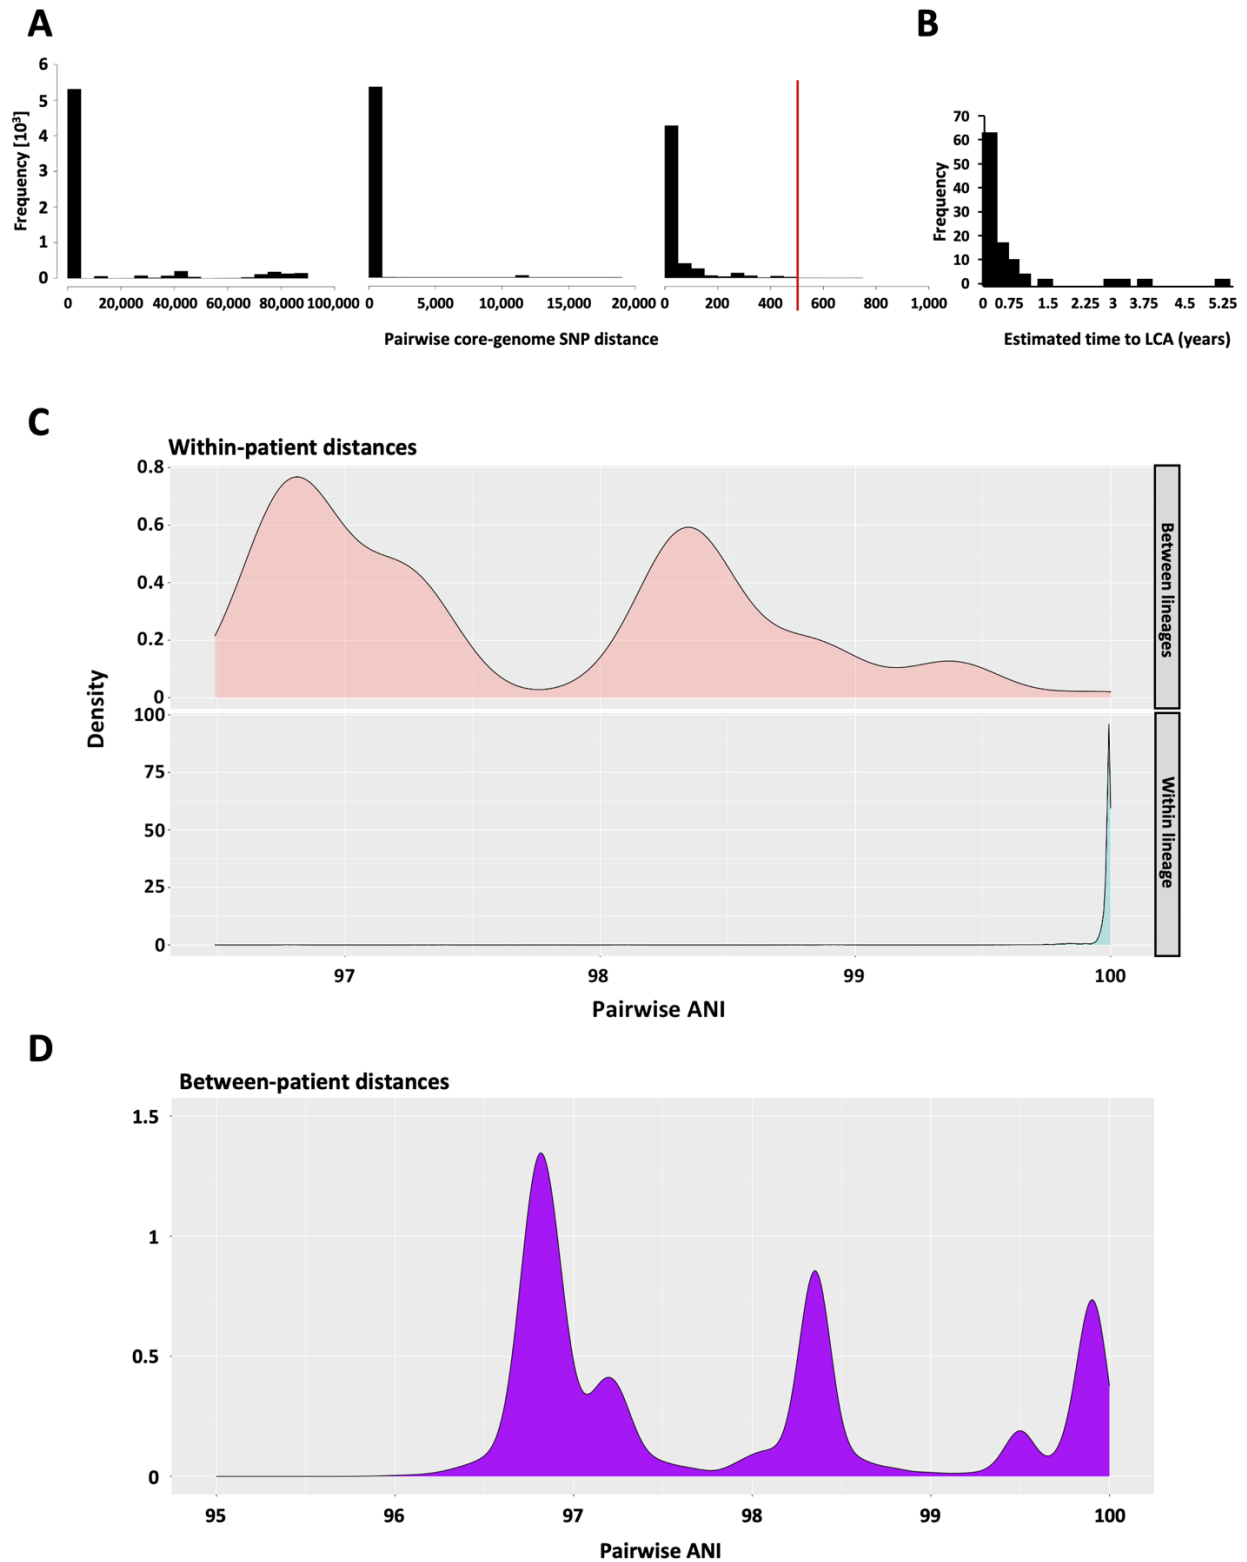 A
B
6
5
4
3
2
1
0
Frequency [10³]
0 20,000 40,000 60,000 80,000 100,000
0 5,000 10,000 15,000 20,000
0 200 400 600 800 1,000
Pairwise core-genome SNP distance
70
60
50
40
30
20
10
0
Frequency
0 0.75 1.5 2.25 3 3.75 4.5 5.25
Estimated time to LCA (years)
C
Within-patient distances
0.8
0.6
0.4
0.2
0
Between lineages
Density
100
75
50
25
0
Within lineage
97 98 99 100
Pairwise ANI
D
Between-patient distances
1.5
1
0.5
0
95 96 97 98 99 100
Pairwise ANI